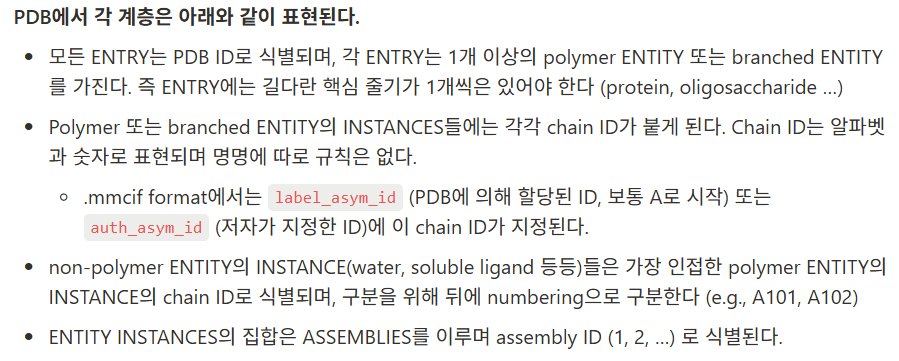 PDB에서 각 계층은 아래와 같이 표현된다.
• 모든 ENTRY는 PDB ID로 식별되며, 각 ENTRY는 1개 이상의 polymer ENTITY 또는 branched ENTITY
를 가진다. 즉 ENTRY에는 길다란 핵심 줄기가 1개씩은 있어야 한다 (protein, oligosaccharide ...)
• Polymer 또는 branched ENTITY의 INSTANCES들에는 각각 chain ID가 붙게 된다. Chain ID는 알파벳
과 숫자로 표현되며 명명에 따로 규칙은 없다.
◦ .mmcif format에서는 label_asym_id (PDB에 의해 할당된 ID, 보통 A로 시작) 또는
auth_asym_id (저자가 지정한 ID)에 이 chain ID가 지정된다.
• non-polymer ENTITY의 INSTANCE(water, soluble ligand 등등)들은 가장 인접한 polymer ENTITY의
INSTANCE의 chain ID로 식별되며, 구분을 위해 뒤에 numbering으로 구분한다 (e.g., A101, A102)
• ENTITY INSTANCES의 집합은 ASSEMBLIES를 이루며 assembly ID (1, 2, ...) 로 식별된다.